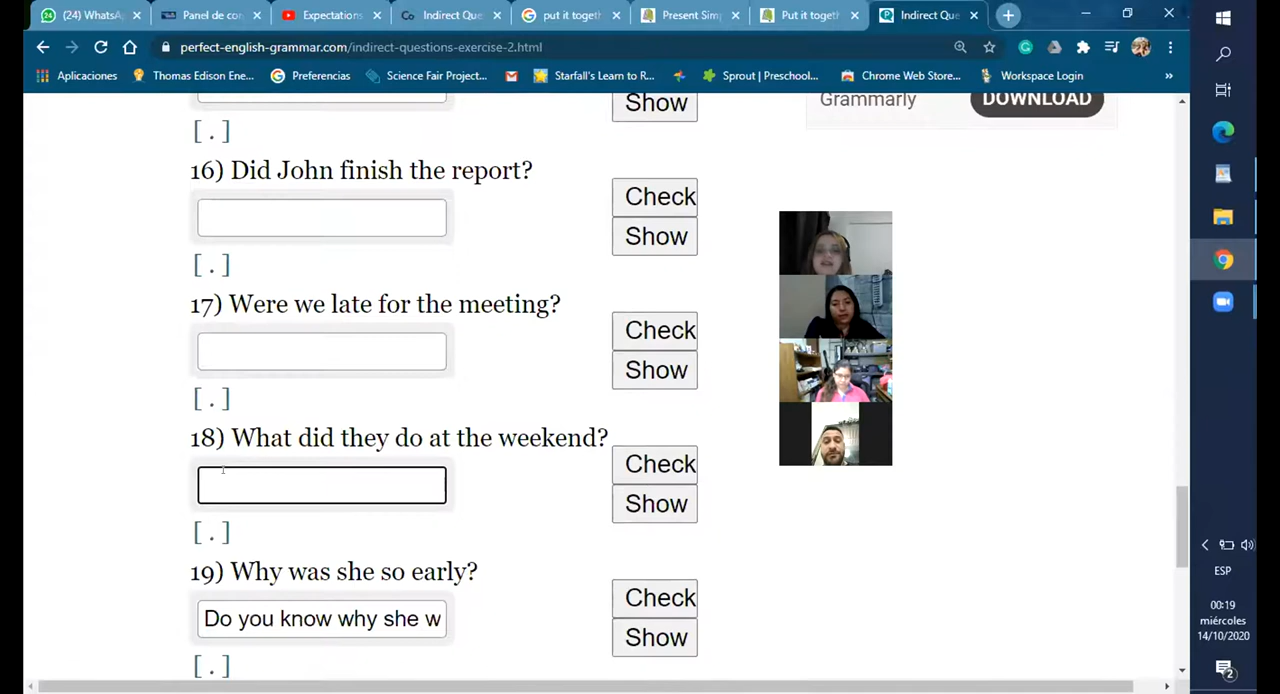 (24) WhatsA
Panel de cor
Expectations
Indirect Que
put it togeth
Present Sim
Put it togeth
Indirect Que
perfect-english-grammar.com/indirect-questions-exercise-2.html
Aplicaciones
Thomas Edison Ene...
Preferencias
Science Fair Project...
Starfall's Learn to R...
Sprout | Preschool...
Chrome Web Store...
Workspace Login
»
Show
Grammarly
DOWNLOAD
[ . ]
16) Did John finish the report?
Check
Show
[ . ]
17) Were we late for the meeting?
Check
Show
[ . ]
18) What did they do at the weekend?
Check
Show
[ . ]
19) Why was she so early?
Do you know why she w
Check
Show
[ . ]
ESP
00:19
miércoles
14/10/2020
2